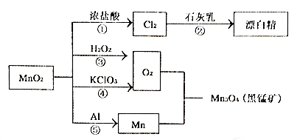 浓盐酸
①
Cl₂
石灰乳
②
漂白精
MnO₂
H₂O₂
③
KClO₃
④
O₂
Al
⑤
Mn
Mn₃O₄(黑锰矿)